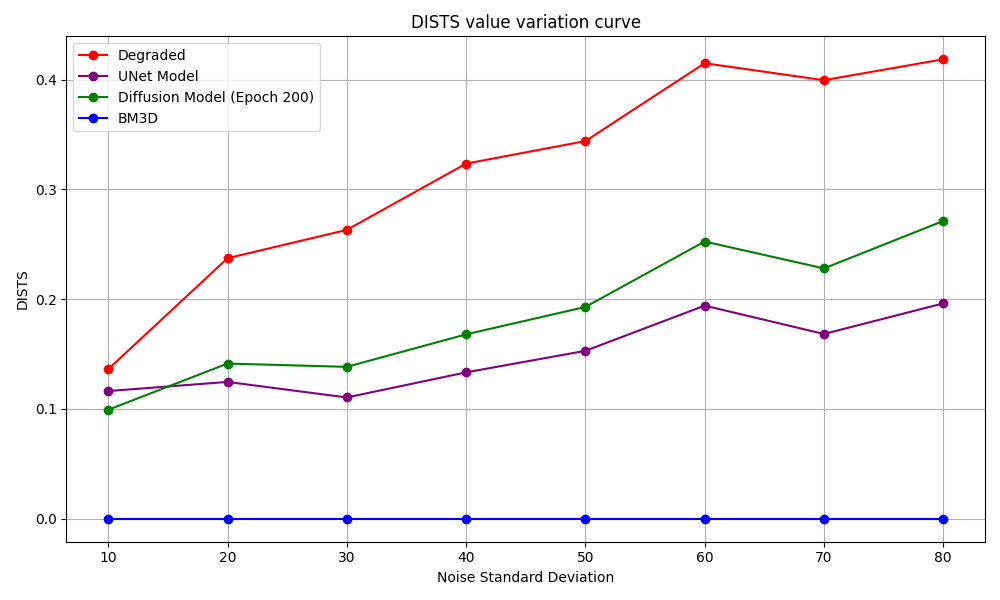 DISTS value variation curve
Degraded
UNet Model
Diffusion Model (Epoch 200)
BM3D
0.4
0.3
0.2
0.1
0.0
DISTS
10 20 30 40 50 60 70 80
Noise Standard Deviation